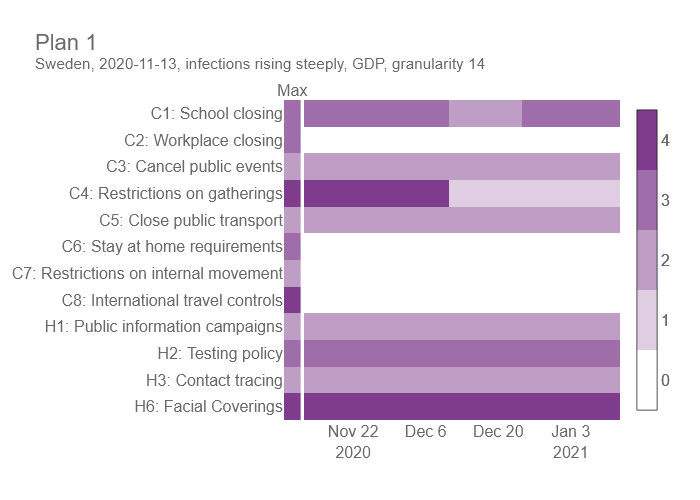 Plan 1
Sweden, 2020-11-13, infections rising steeply, GDP, granularity 14
Max
C1: School closing
C2: Workplace closing
C3: Cancel public events
C4: Restrictions on gatherings
C5: Close public transport
C6: Stay at home requirements
C7: Restrictions on internal movement
C8: International travel controls
H1: Public information campaigns
H2: Testing policy
H3: Contact tracing
H6: Facial Coverings
Nov 22 Dec 6 Dec 20 Jan 3
2020 2021
4
3
2
1
0